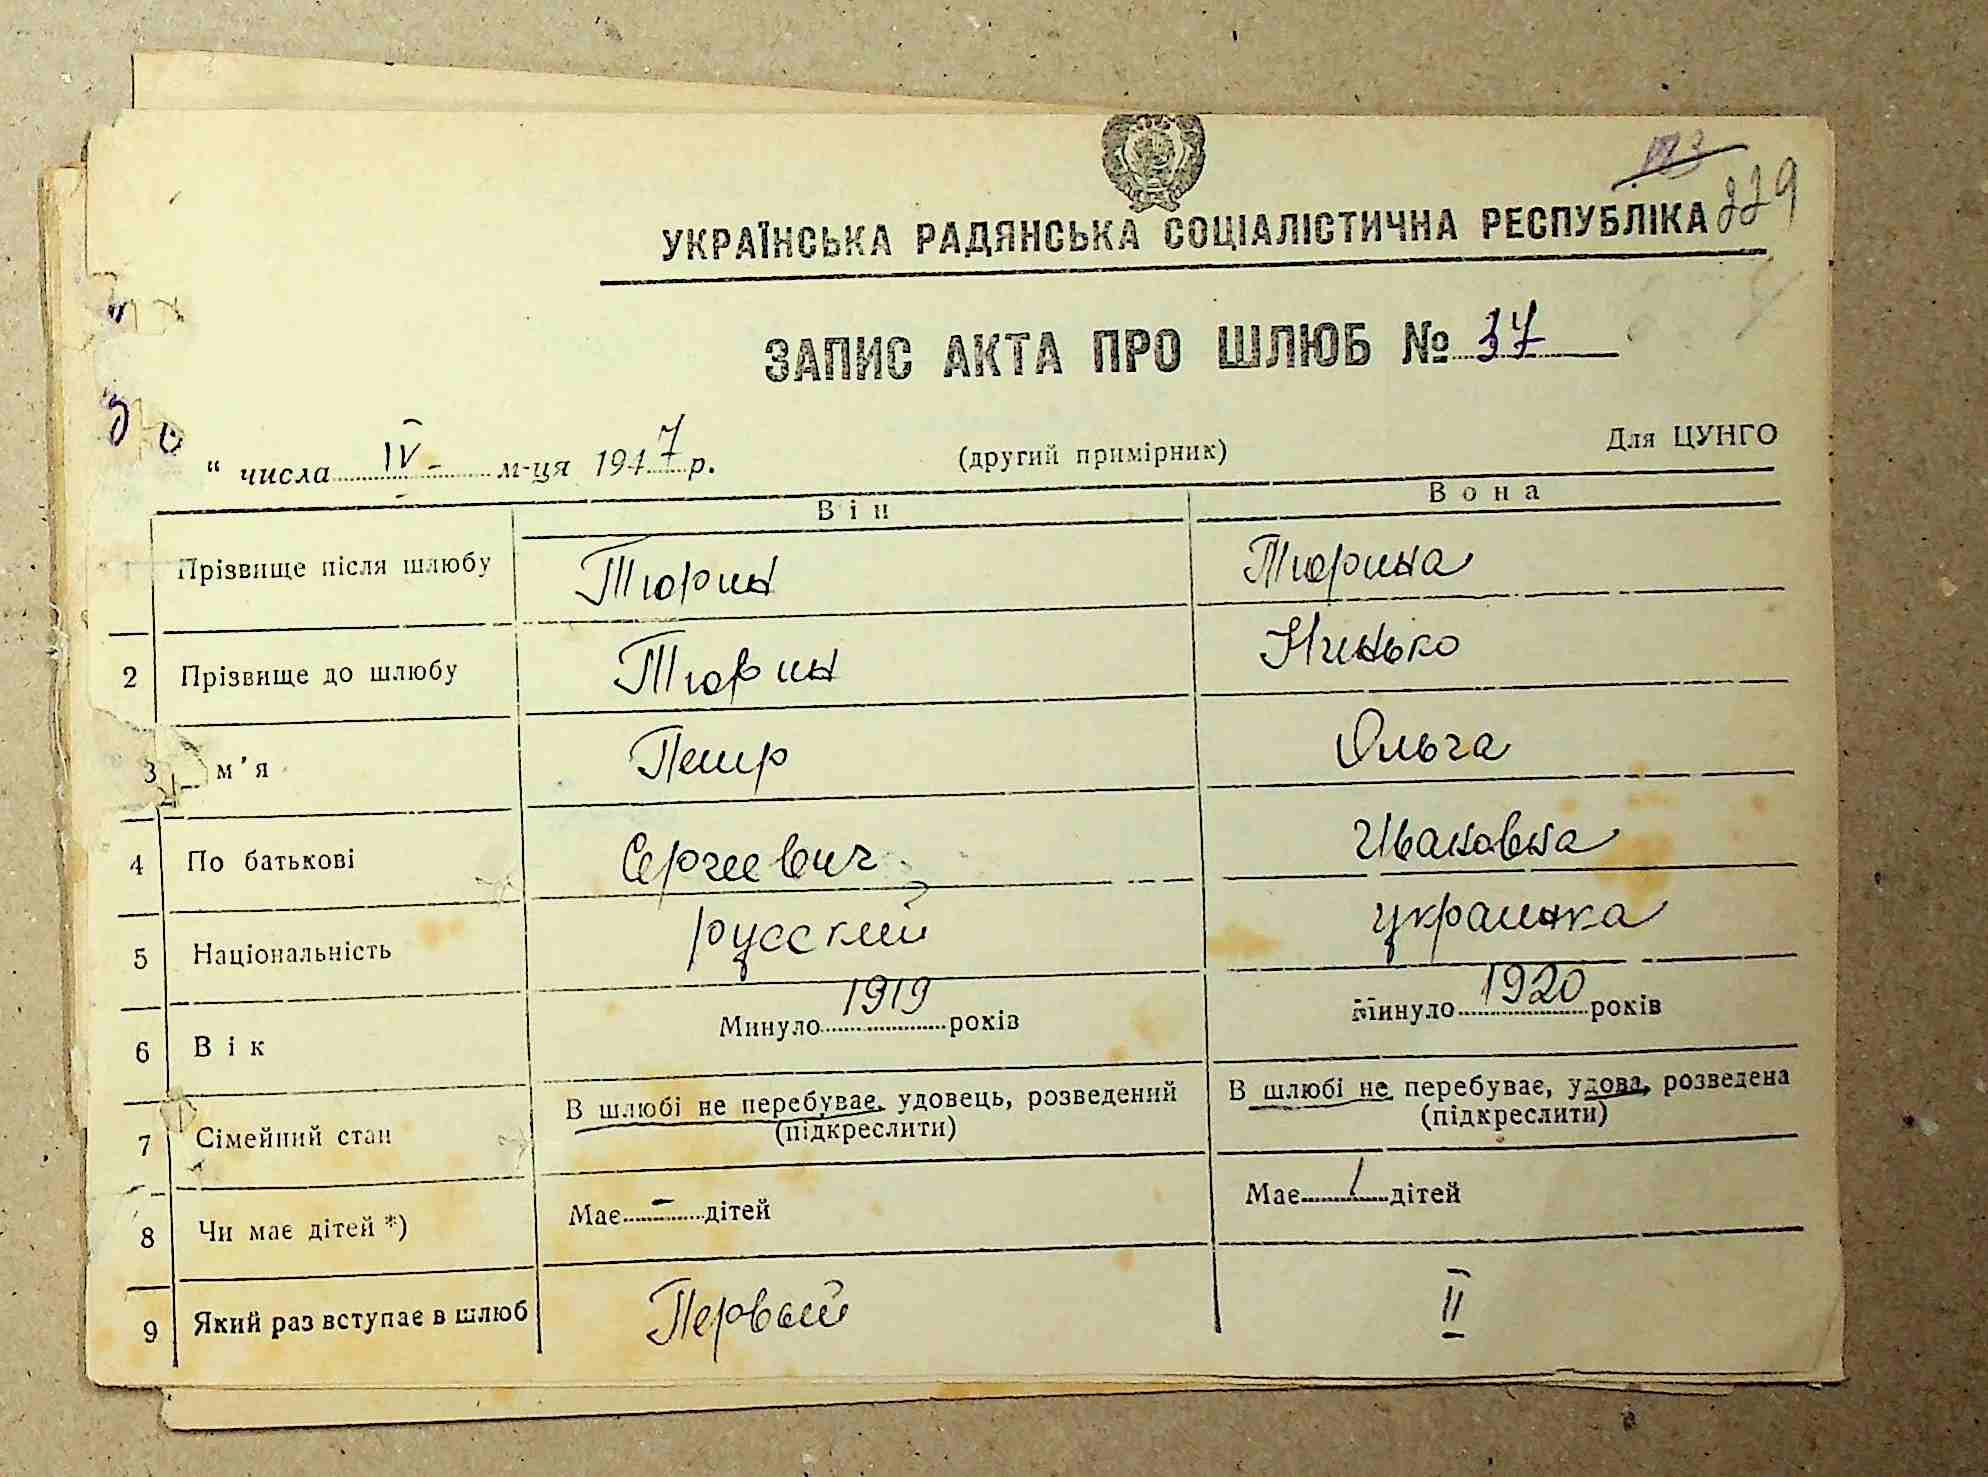 229
УКРАЇНСЬКА РАДЯНСЬКА СОЦІАЛІСТИЧНА РЕСПУБЛІКА
ЗАПИС АКТА ПРО ШЛЮБ № 37
“ числа IV м-ця 1947 р. (другий примірник) Для ЦУНГО
Він Вона
Прізвище після шлюбу Тюрин Тюрина
2 Прізвище до шлюбу Тюрин
3 м’я Петр Ольга
4 По батькові Сергеевич Ивановна
5 Національність русский украинка
6 Вік Минуло 1919 років Минуло 1920 років
7 Сімейний стан В шлюбі не перебуває, удовець, розведений (підкреслити) В шлюбі не перебуває, удова, розведена (підкреслити)
8 Чи має дітей *) Має - дітей Має 1 дітей
9 Який раз вступає в шлюб Первый II